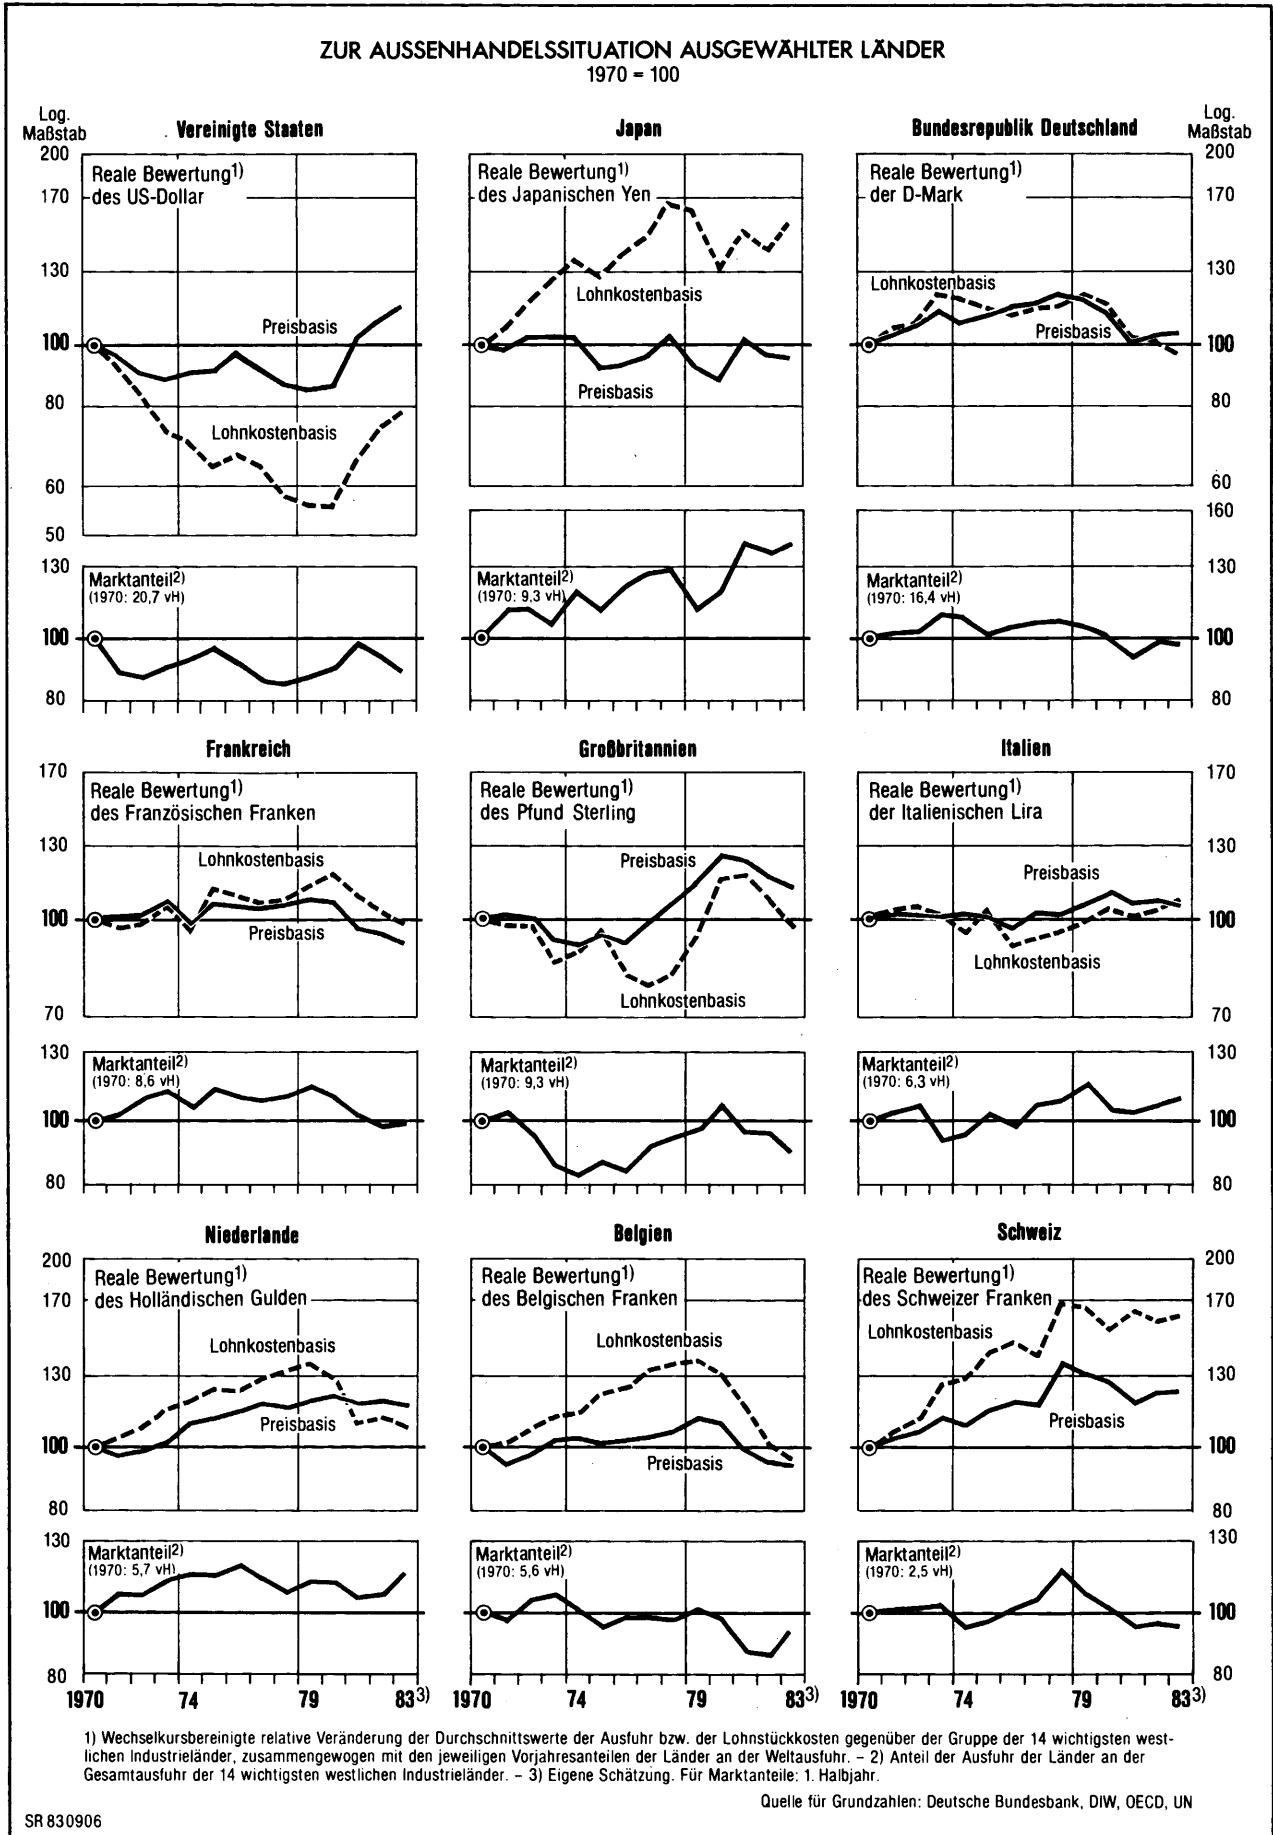 ZUR AUSSENHANDELSSITUATION AUSGEWÄHLTER LÄNDER
1970 = 100
Log.
Maßstab
Vereinigte Staaten
Japan
Bundesrepublik Deutschland
Log.
Maßstab
200
170
130
100
80
60
50
Reale Bewertung1)
des US-Dollar
Preisbasis
Lohnkostenbasis
Reale Bewertung1)
des Japanischen Yen
Lohnkostenbasis
Preisbasis
Reale Bewertung1)
der D-Mark
Lohnkostenbasis
Preisbasis
200
170
130
100
80
60
130
100
80
Marktanteil2)
(1970: 20,7 vH)
Marktanteil2)
(1970: 9,3 vH)
Marktanteil2)
(1970: 16,4 vH)
160
130
100
80
Frankreich
Großbritannien
Italien
170
130
100
70
Reale Bewertung1)
des Französischen Franken
Lohnkostenbasis
Preisbasis
Reale Bewertung1)
des Pfund Sterling
Preisbasis
Lohnkostenbasis
Reale Bewertung1)
der Italienischen Lira
Preisbasis
Lohnkostenbasis
170
130
100
70
130
100
80
Marktanteil2)
(1970: 8,6 vH)
Marktanteil2)
(1970: 9,3 vH)
Marktanteil2)
(1970: 6,3 vH)
130
100
80
Niederlande
Belgien
Schweiz
200
170
130
100
80
Reale Bewertung1)
des Holländischen Gulden
Lohnkostenbasis
Preisbasis
Reale Bewertung1)
des Belgischen Franken
Lohnkostenbasis
Preisbasis
Reale Bewertung1)
des Schweizer Franken
Lohnkostenbasis
Preisbasis
200
170
130
100
80
130
100
80
Marktanteil2)
(1970: 5,7 vH)
Marktanteil2)
(1970: 5,6 vH)
Marktanteil2)
(1970: 2,5 vH)
130
100
80
1970 74 79 833)
1970 74 79 833)
1970 74 79 833)
1) Wechselkursbereinigte relative Veränderung der Durchschnittswerte der Ausfuhr bzw. der Lohnstückkosten gegenüber der Gruppe der 14 wichtigsten west-
lichen Industrieländer, zusammengewogen mit den jeweiligen Vorjahresanteilen der Länder an der Weltausfuhr. – 2) Anteil der Ausfuhr der Länder an der
Gesamtausfuhr der 14 wichtigsten westlichen Industrieländer. – 3) Eigene Schätzung. Für Marktanteile: 1. Halbjahr.
Quelle für Grundzahlen: Deutsche Bundesbank, DIW, OECD, UN
SR 830906